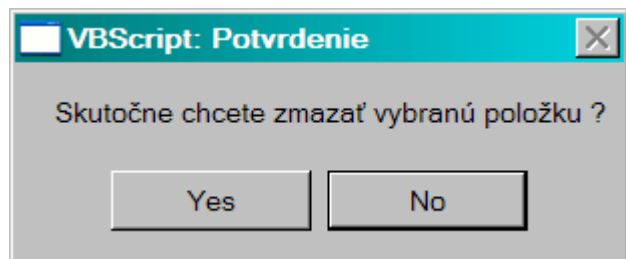 VBScript: Potvrdenie
Skutočne chcete zmazať vybranú položku ?
Yes No